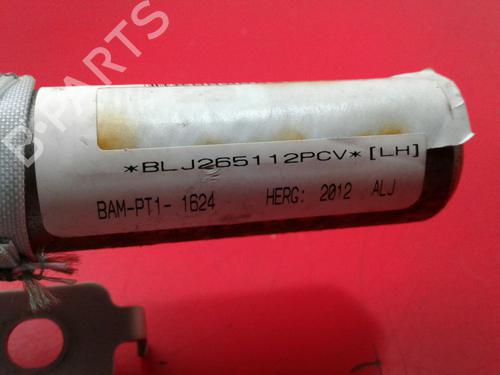 B-PARTS
*BLJ265112PCV*[LH]
BAM-PT1- 1624 HERG: 2012 ALJ